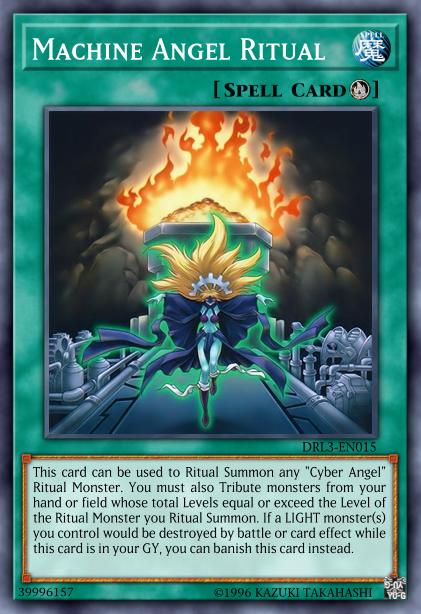 Machine Angel Ritual
SPELL
魔
[Spell Card]
DRL3-EN015
This card can be used to Ritual Summon any "Cyber Angel"
Ritual Monster. You must also Tribute monsters from your
hand or field whose total Levels equal or exceed the Level of
the Ritual Monster you Ritual Summon. If a LIGHT monster(s)
you control would be destroyed by battle or card effect while
this card is in your GY, you can banish this card instead.
39996157
©1996 KAZUKI TAKAHASHI